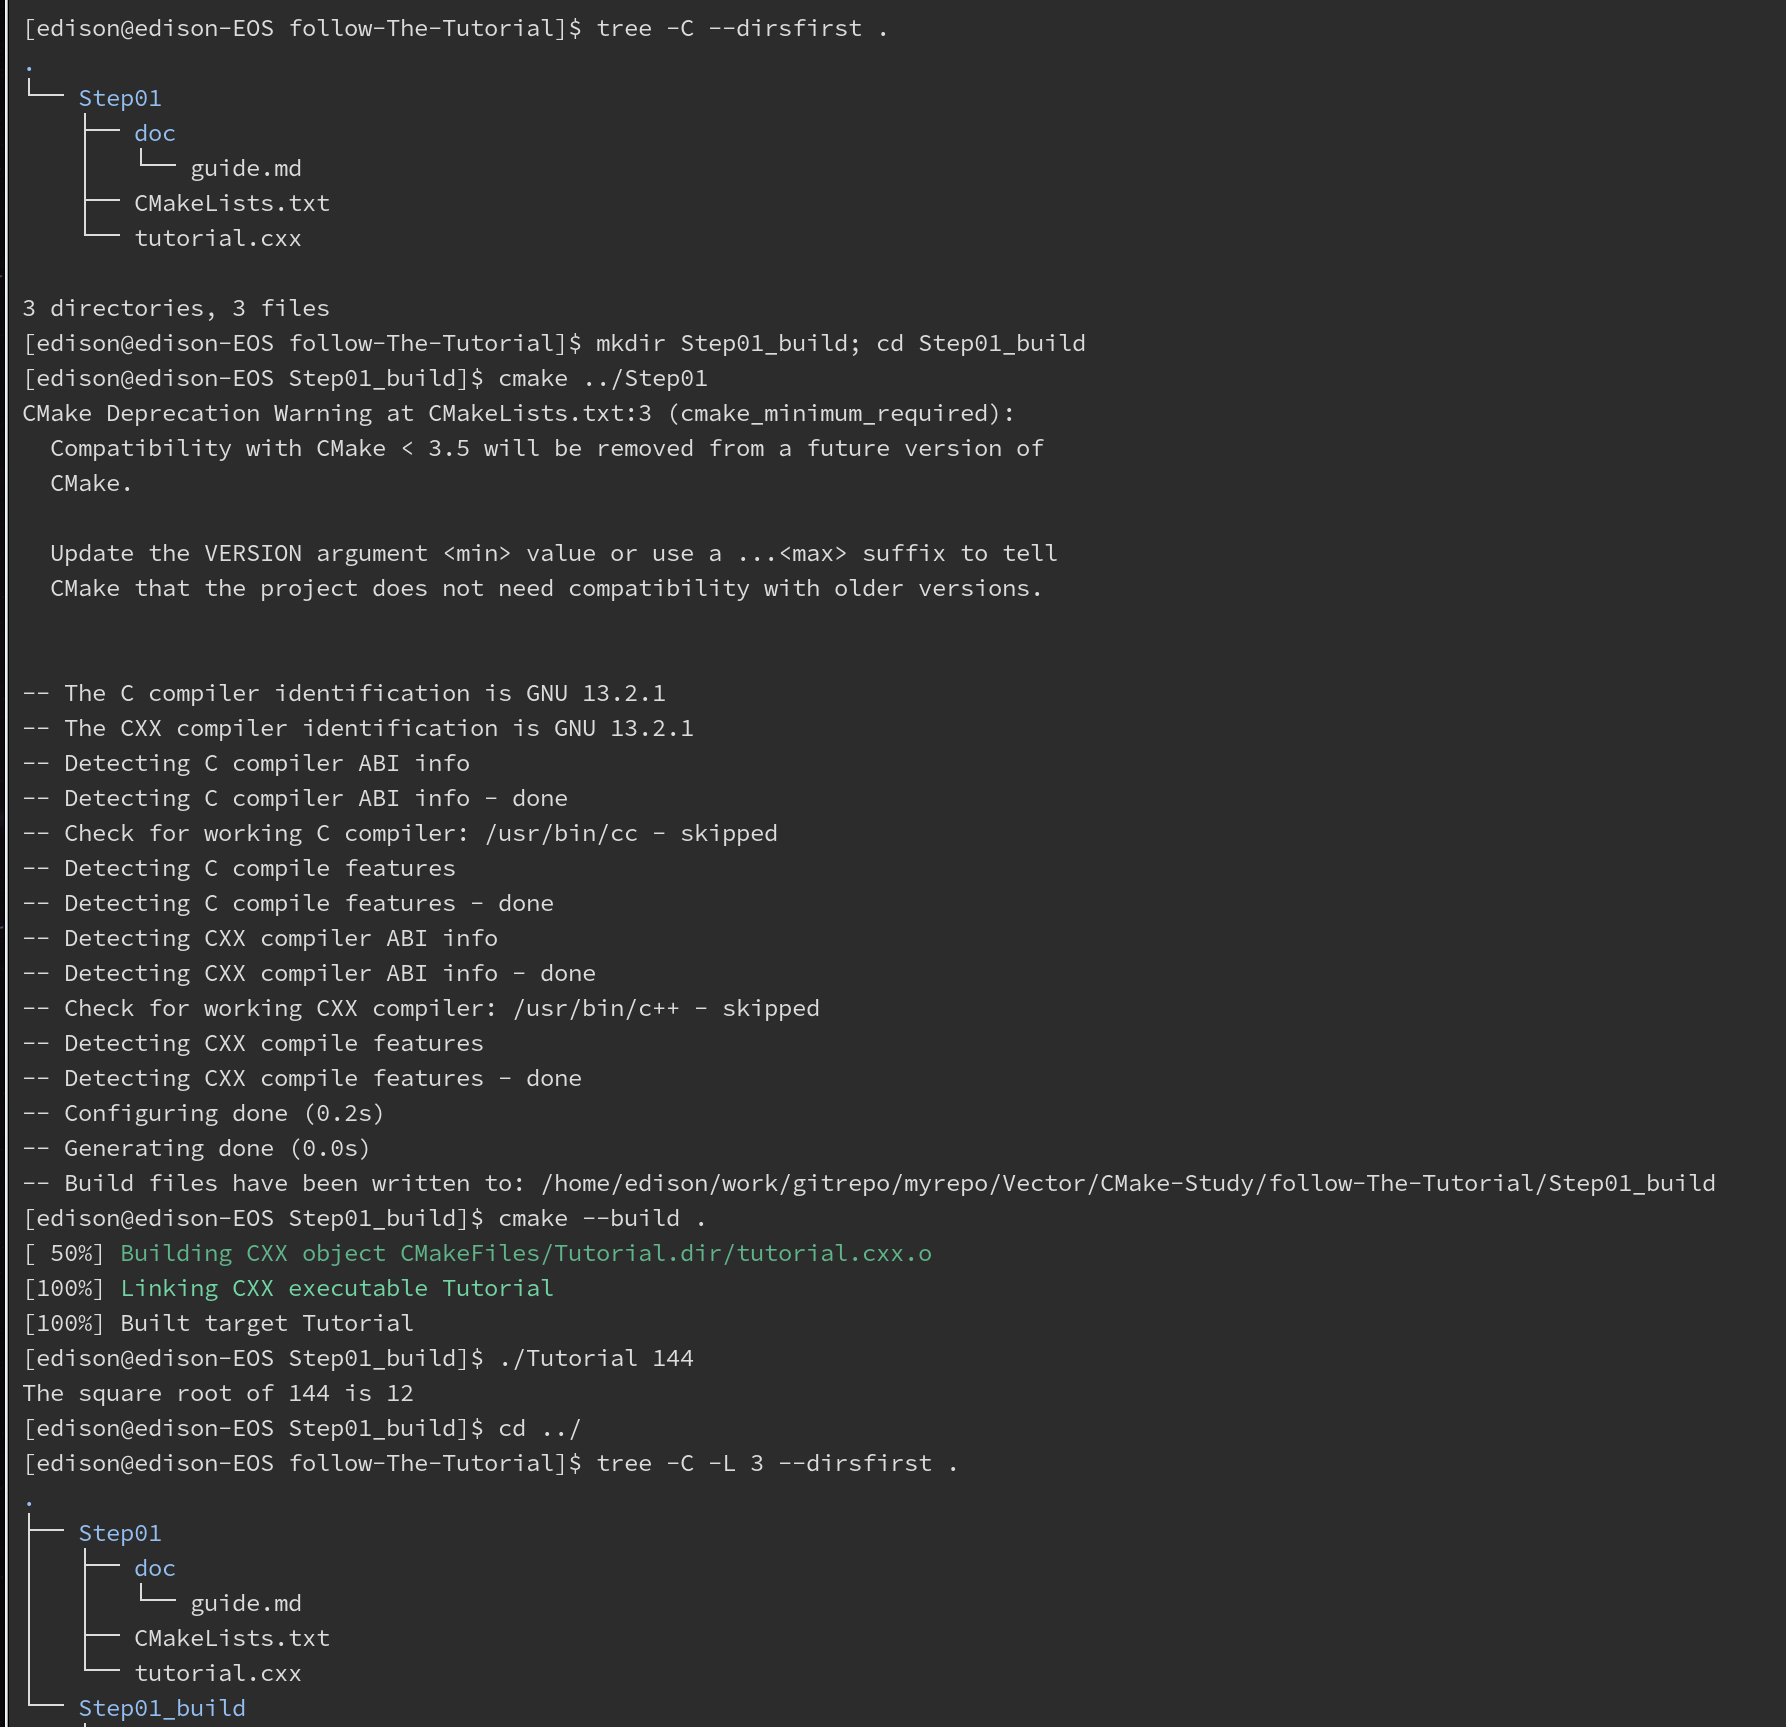 [edison@edison-EOS follow-The-Tutorial]$ tree -C --dirsfirst .
.
└── Step01
    ├── doc
    │   └── guide.md
    ├── CMakeLists.txt
    └── tutorial.cxx

3 directories, 3 files
[edison@edison-EOS follow-The-Tutorial]$ mkdir Step01_build; cd Step01_build
[edison@edison-EOS Step01_build]$ cmake ../Step01
CMake Deprecation Warning at CMakeLists.txt:3 (cmake_minimum_required):
  Compatibility with CMake < 3.5 will be removed from a future version of
  CMake.

  Update the VERSION argument <min> value or use a ...<max> suffix to tell
  CMake that the project does not need compatibility with older versions.


-- The C compiler identification is GNU 13.2.1
-- The CXX compiler identification is GNU 13.2.1
-- Detecting C compiler ABI info
-- Detecting C compiler ABI info - done
-- Check for working C compiler: /usr/bin/cc - skipped
-- Detecting C compile features
-- Detecting C compile features - done
-- Detecting CXX compiler ABI info
-- Detecting CXX compiler ABI info - done
-- Check for working CXX compiler: /usr/bin/c++ - skipped
-- Detecting CXX compile features
-- Detecting CXX compile features - done
-- Configuring done (0.2s)
-- Generating done (0.0s)
-- Build files have been written to: /home/edison/work/gitrepo/myrepo/Vector/CMake-Study/follow-The-Tutorial/Step01_build
[edison@edison-EOS Step01_build]$ cmake --build .
[ 50%] Building CXX object CMakeFiles/Tutorial.dir/tutorial.cxx.o
[100%] Linking CXX executable Tutorial
[100%] Built target Tutorial
[edison@edison-EOS Step01_build]$ ./Tutorial 144
The square root of 144 is 12
[edison@edison-EOS Step01_build]$ cd ../
[edison@edison-EOS follow-The-Tutorial]$ tree -C -L 3 --dirsfirst .
.
├── Step01
│   ├── doc
│   │   └── guide.md
│   ├── CMakeLists.txt
│   └── tutorial.cxx
└── Step01_build